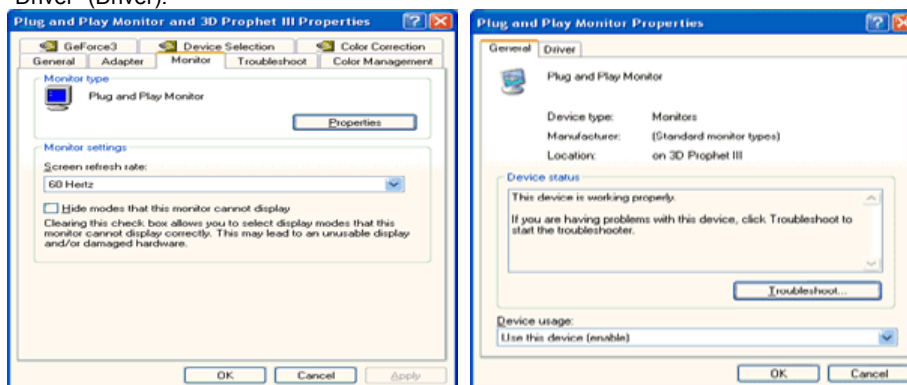 "Driver" (Driver).
Plug and Play Monitor and 3D Prophet III Properties
GeForce3 Device Selection Color Correction
General Adapter Monitor Troubleshoot Color Management
Monitor type
Plug and Play Monitor
Properties
Monitor settings
Screen refresh rate:
60 Hertz
Hide modes that this monitor cannot display
Clearing this check box allows you to select display modes that this
monitor cannot display correctly. This may lead to an unusable display
and/or damaged hardware.
OK Cancel Apply
Plug and Play Monitor Properties
General Driver
Plug and Play Monitor
Device type: Monitors
Manufacturer: (Standard monitor types)
Location: on 3D Prophet III
Device status
This device is working properly.
If you are having problems with this device, click Troubleshoot to
start the troubleshooter.
Troubleshoot...
Device usage:
Use this device (enable)
OK Cancel